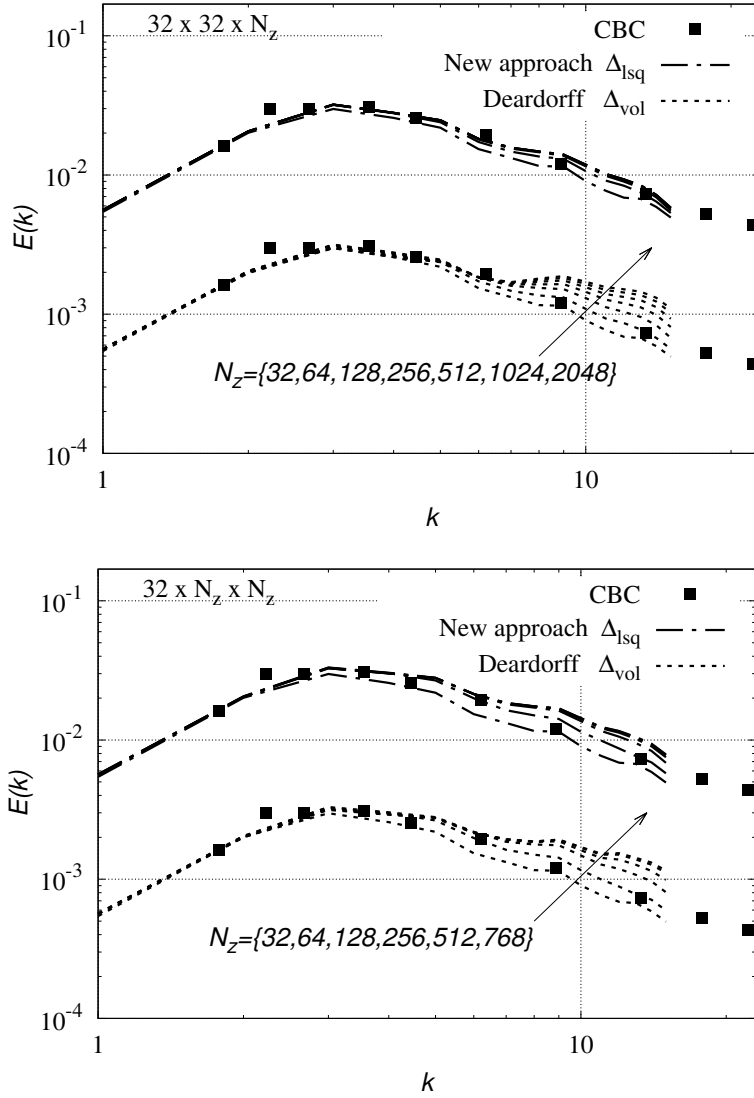 32 x 32 x N_z
CBC
New approach Δ_lsq
Deardorff Δ_vol
10^-1
10^-2
10^-3
10^-4
E(k)
N_z={32,64,128,256,512,1024,2048}
1
10
k
32 x N_z x N_z
CBC
New approach Δ_lsq
Deardorff Δ_vol
10^-1
10^-2
10^-3
10^-4
E(k)
N_z={32,64,128,256,512,768}
1
10
k